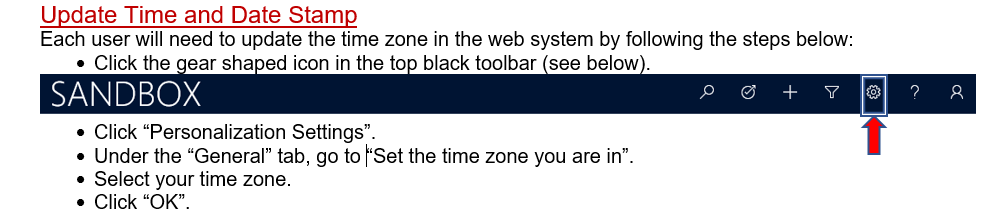 Update Time and Date Stamp
Each user will need to update the time zone in the web system by following the steps below:
• Click the gear shaped icon in the top black toolbar (see below).
SANDBOX
• Click “Personalization Settings”.
• Under the “General” tab, go to “Set the time zone you are in”.
• Select your time zone.
• Click “OK”.